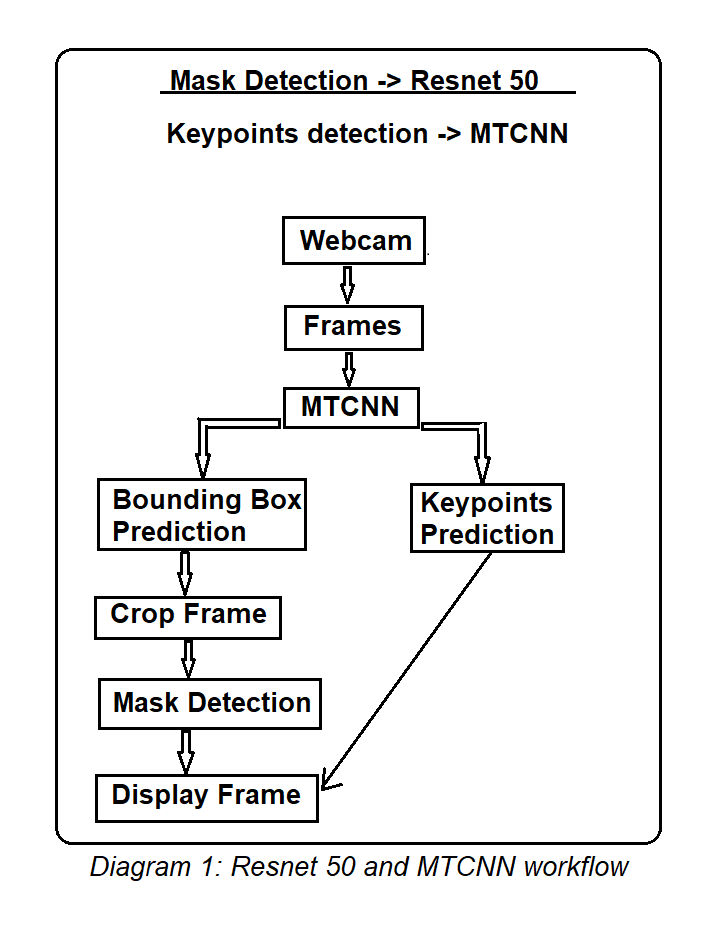 Mask Detection -> Resnet 50
Keypoints detection -> MTCNN
Webcam
Frames
MTCNN
Bounding Box
Prediction
Keypoints
Prediction
Crop Frame
Mask Detection
Display Frame
Diagram 1: Resnet 50 and MTCNN workflow